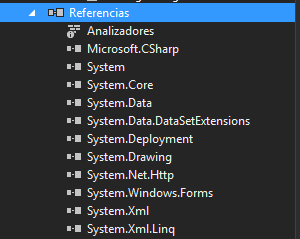 Referencias
Analizadores
Microsoft.CSharp
System
System.Core
System.Data
System.Data.DataSetExtensions
System.Deployment
System.Drawing
System.Net.Http
System.Windows.Forms
System.Xml
System.Xml.Linq